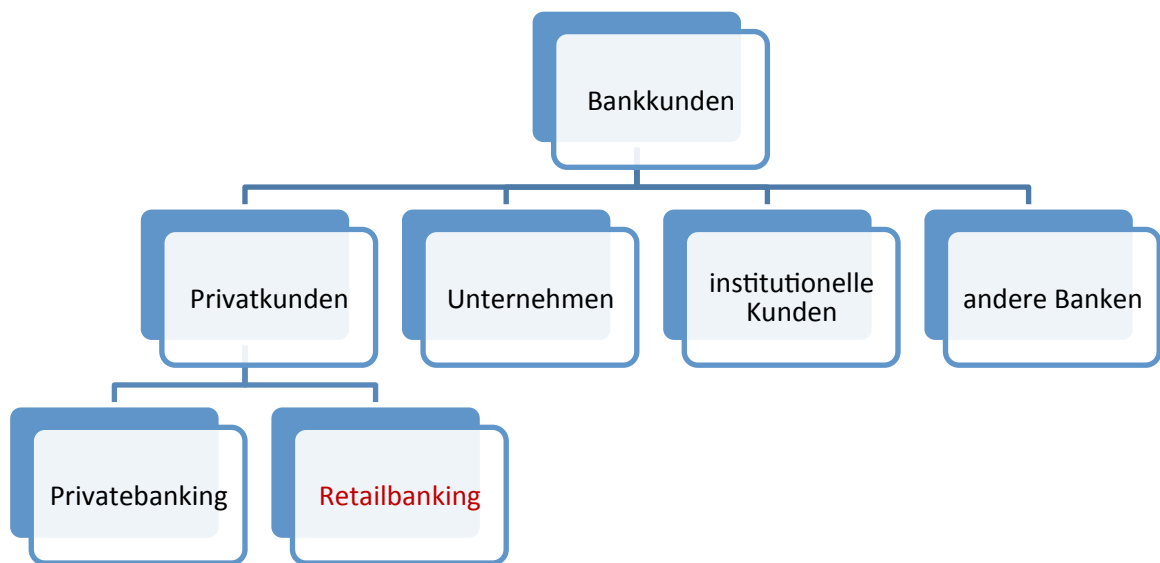 Bankkunden
Privatkunden
Unternehmen
institutionelle
Kunden
andere Banken
Privatebanking
Retailbanking